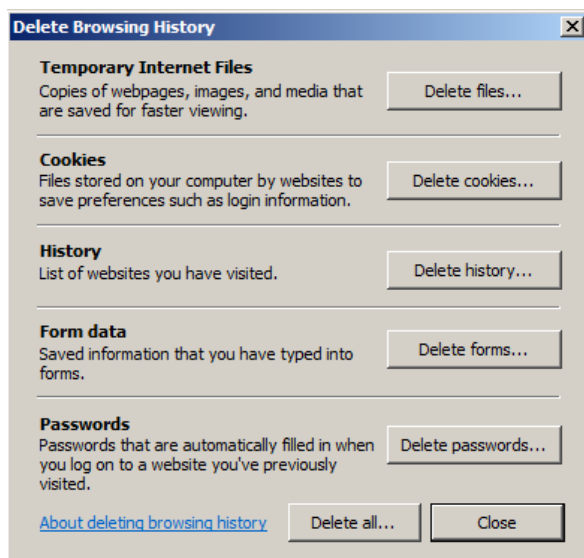 Delete Browsing History
Temporary Internet Files
Copies of webpages, images, and media that
are saved for faster viewing.
Delete files...
Cookies
Files stored on your computer by websites to
save preferences such as login information.
Delete cookies...
History
List of websites you have visited.
Delete history...
Form data
Saved information that you have typed into
forms.
Delete forms...
Passwords
Passwords that are automatically filled in when
you log on to a website you've previously
visited.
Delete passwords...
About deleting browsing history
Delete all...
Close